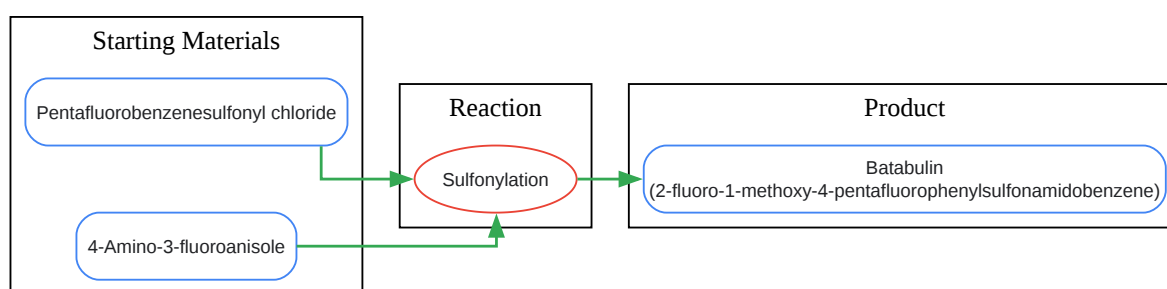 Starting Materials
Pentafluorobenzenesulfonyl chloride
4-Amino-3-fluoroanisole
Reaction
Sulfonylation
Product
Batabulin
(2-fluoro-1-methoxy-4-pentafluorophenylsulfonamidobenzene)